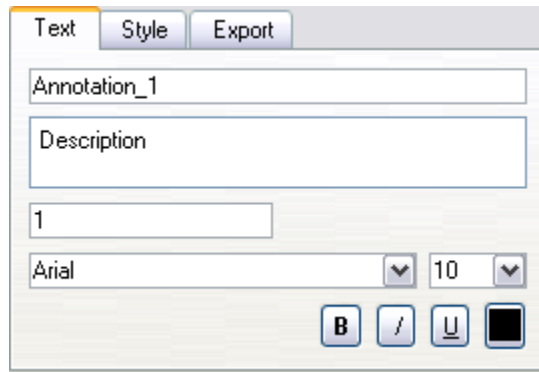 Text Style Export
Annotation_1
Description
1
Arial 10
B I U